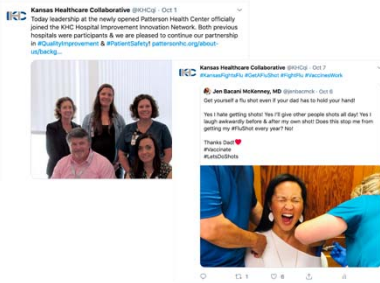 Kansas Healthcare Collaborative @KHCqi · Oct 1
Today leadership at the newly opened Patterson Health Center officially
joined the KHC Hospital Improvement Innovation Network. Both previous
hospitals were participants & we are pleased to continue our partnership
in #QualityImprovement & #PatientSafety! pattersonhc.org/about-
us/backg...
KHC
Kansas Healthcare Collaborative @KHCqi · Oct 7
#KansasFightsFlu #GetAFluShot #FightFlu #VaccinesWork
KHC
Jen Bacani McKenney, MD @jenbacmck · Oct 6
Get yourself a flu shot even if your dad has to hold your hand!
Yes I hate getting shots! Yes I'll give other people shots all day! Yes I
laugh awkwardly before & after my own shot! Does this stop me from
getting my #FluShot every year? No!
Thanks Dad!❤
#Vaccinate
#LetsDoShots
1
6